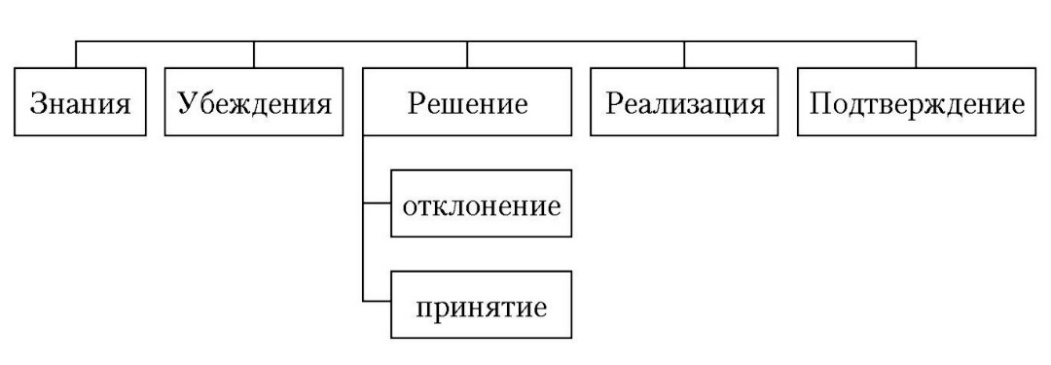 Знания
Убеждения
Решение
Реализация
Подтверждение
отклонение
принятие